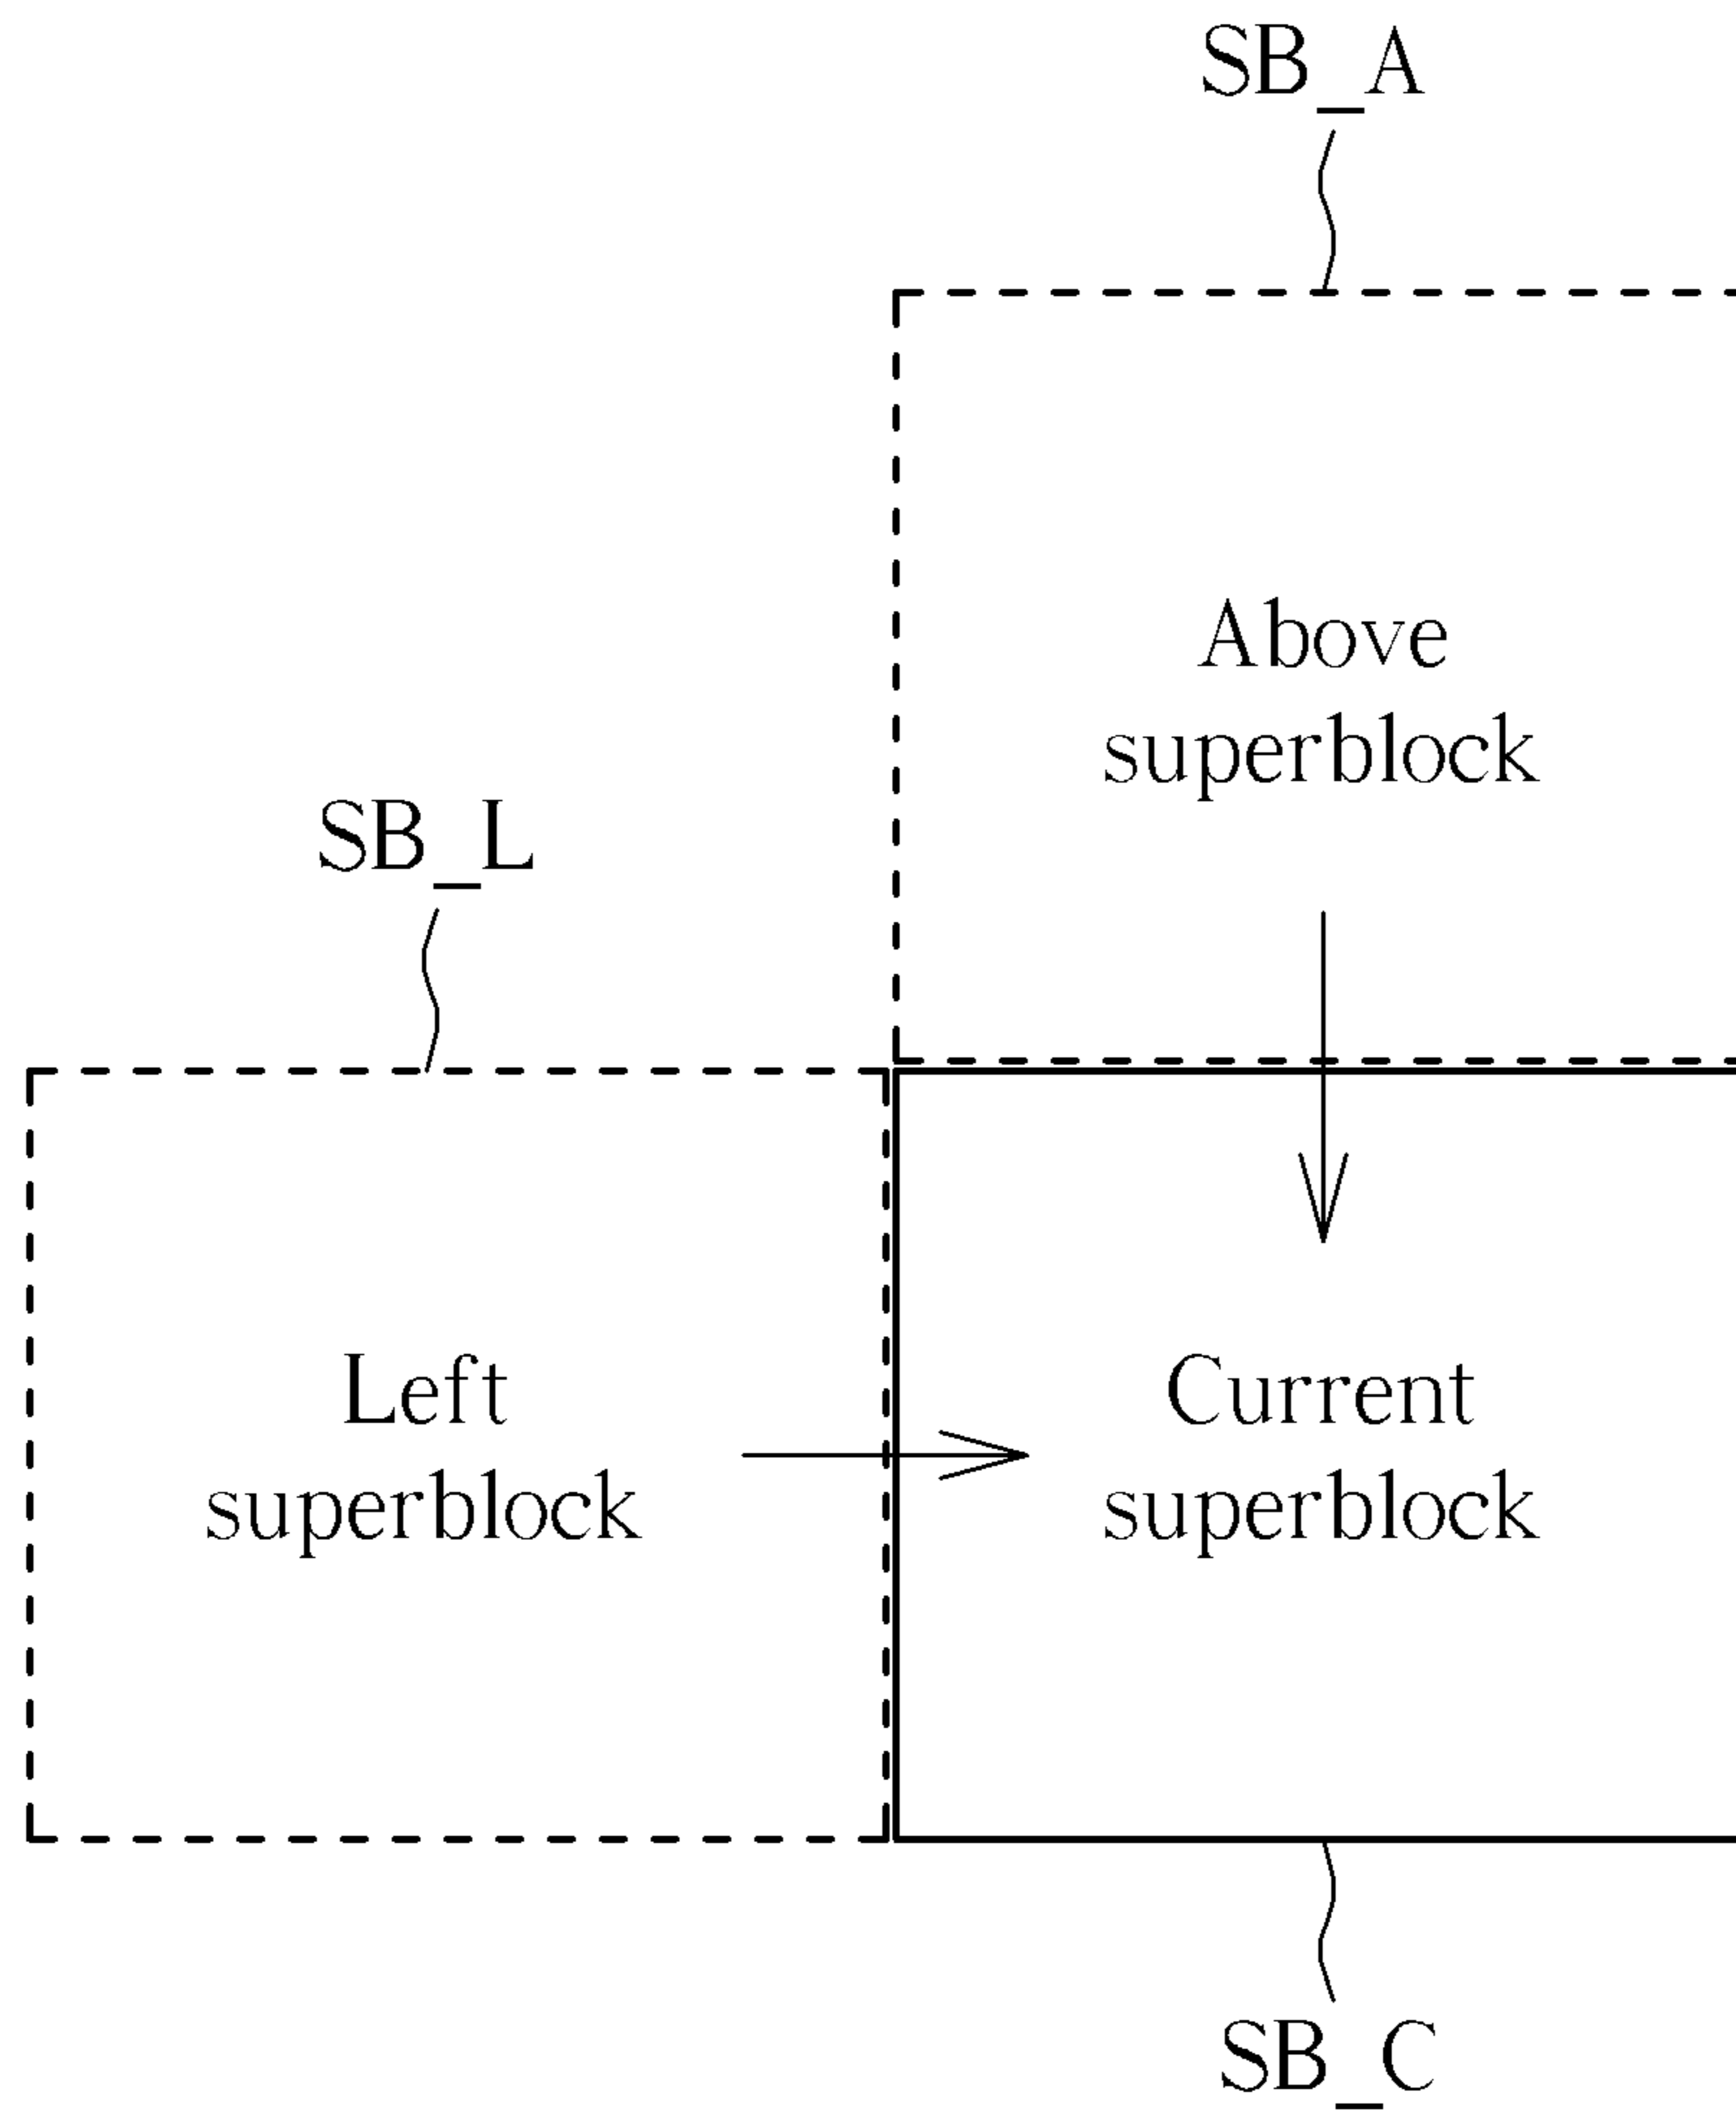 SB_A
Above
superblock
SB_L
Left
superblock
Current
superblock
SB_C